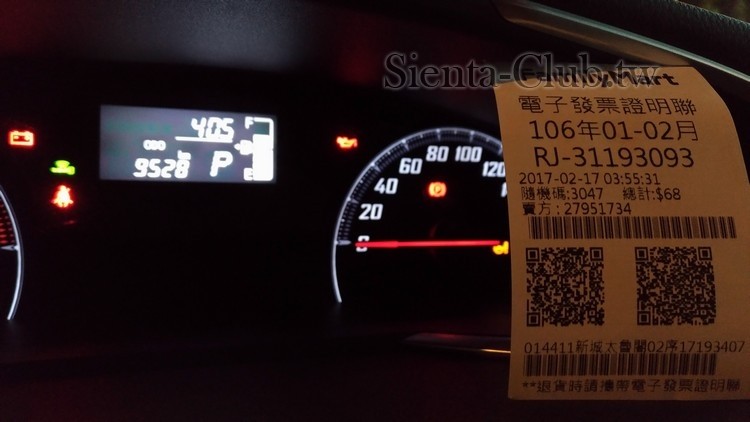 Sienta-Club.tw
FamilyMart
電子發票證明聯
106年01-02月
RJ-31193093
2017-02-17 03:55:31
隨機碼:3047 總計:$68
賣方:27951734
014411新城太魯閣02序17193407
**退貨時請攜帶電子發票證明聯
405 F
ODO
9528 km P E
0
20
40
60
80
100
120